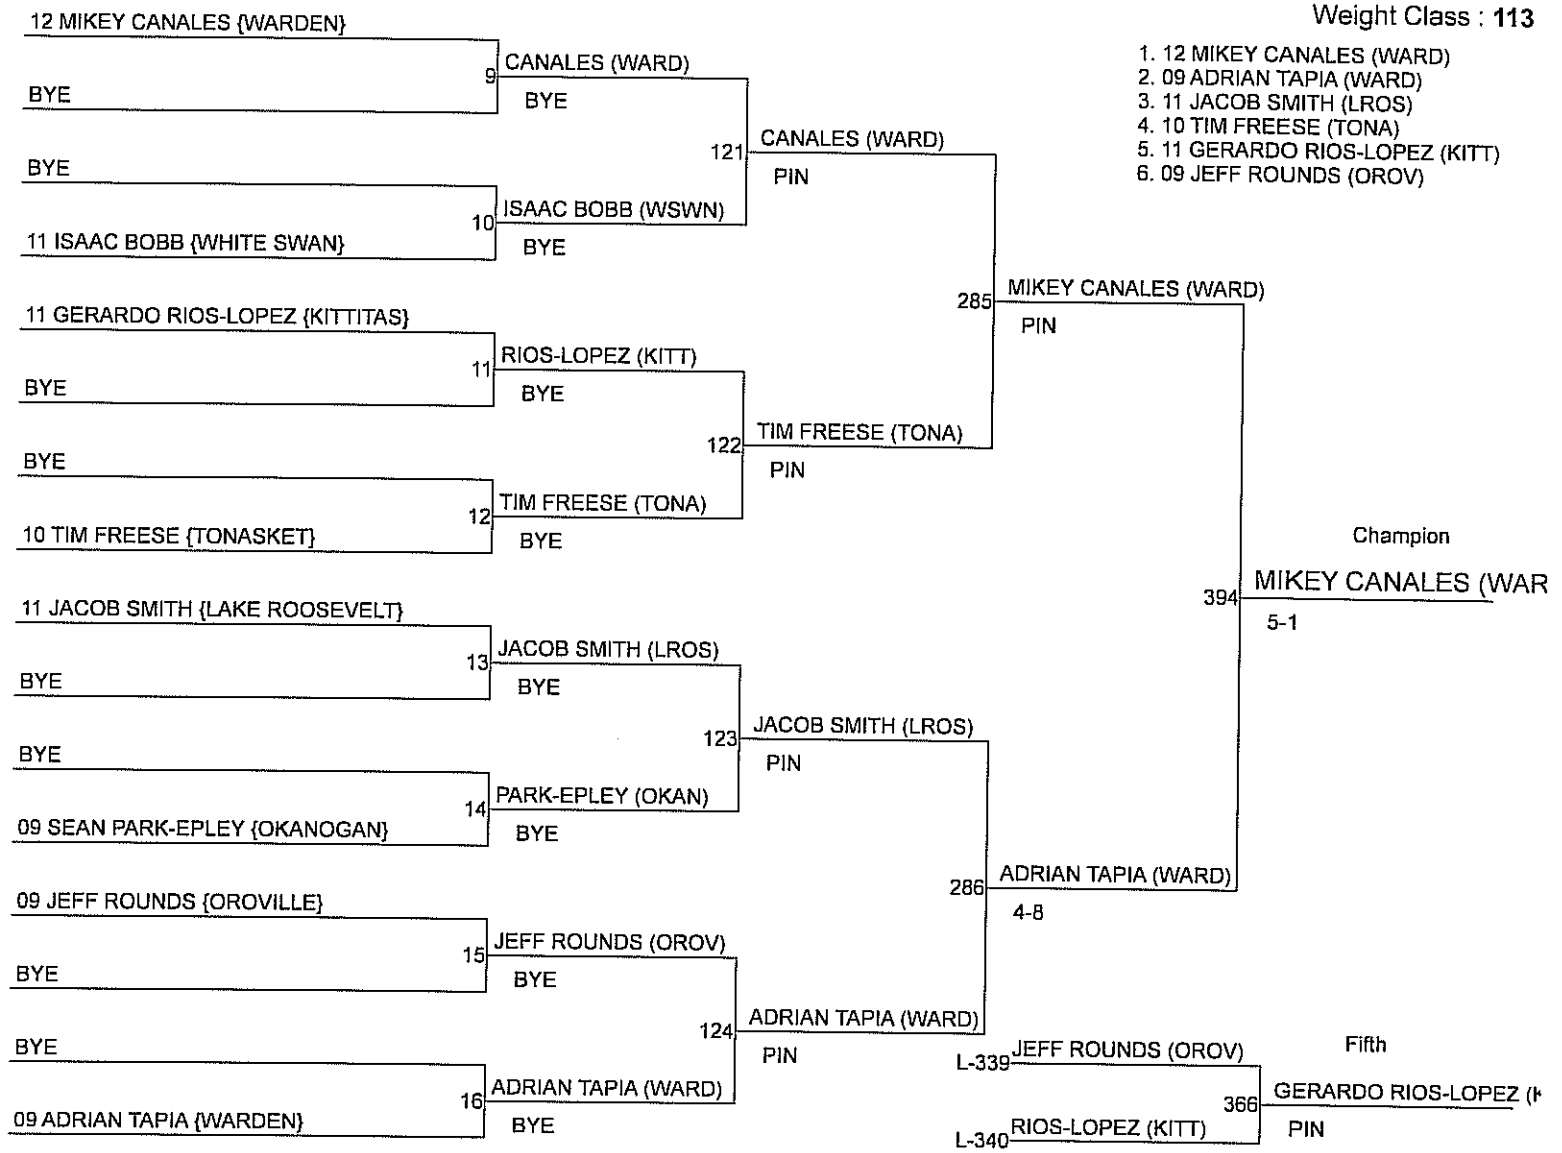 Weight Class : 113
1. 12 MIKEY CANALES (WARD)
2. 09 ADRIAN TAPIA (WARD)
3. 11 JACOB SMITH (LROS)
4. 10 TIM FREESE (TONA)
5. 11 GERARDO RIOS-LOPEZ (KITT)
6. 09 JEFF ROUNDS (OROV)
12 MIKEY CANALES {WARDEN}
BYE
BYE
11 ISAAC BOBB {WHITE SWAN}
11 GERARDO RIOS-LOPEZ {KITTITAS}
BYE
BYE
10 TIM FREESE {TONASKET}
11 JACOB SMITH {LAKE ROOSEVELT}
BYE
BYE
09 SEAN PARK-EPLEY {OKANOGAN}
09 JEFF ROUNDS {OROVILLE}
BYE
BYE
09 ADRIAN TAPIA {WARDEN}
9 CANALES (WARD)
BYE
10 ISAAC BOBB (WSWN)
BYE
11 RIOS-LOPEZ (KITT)
BYE
12 TIM FREESE (TONA)
BYE
13 JACOB SMITH (LROS)
BYE
14 PARK-EPLEY (OKAN)
BYE
15 JEFF ROUNDS (OROV)
BYE
16 ADRIAN TAPIA (WARD)
BYE
121 CANALES (WARD)
PIN
122 TIM FREESE (TONA)
PIN
123 JACOB SMITH (LROS)
PIN
124 ADRIAN TAPIA (WARD)
PIN
285 MIKEY CANALES (WARD)
PIN
286 ADRIAN TAPIA (WARD)
4-8
Champion
394 MIKEY CANALES (WAR
5-1
Fifth
L-339 JEFF ROUNDS (OROV)
366 GERARDO RIOS-LOPEZ (
L-340 RIOS-LOPEZ (KITT)
PIN